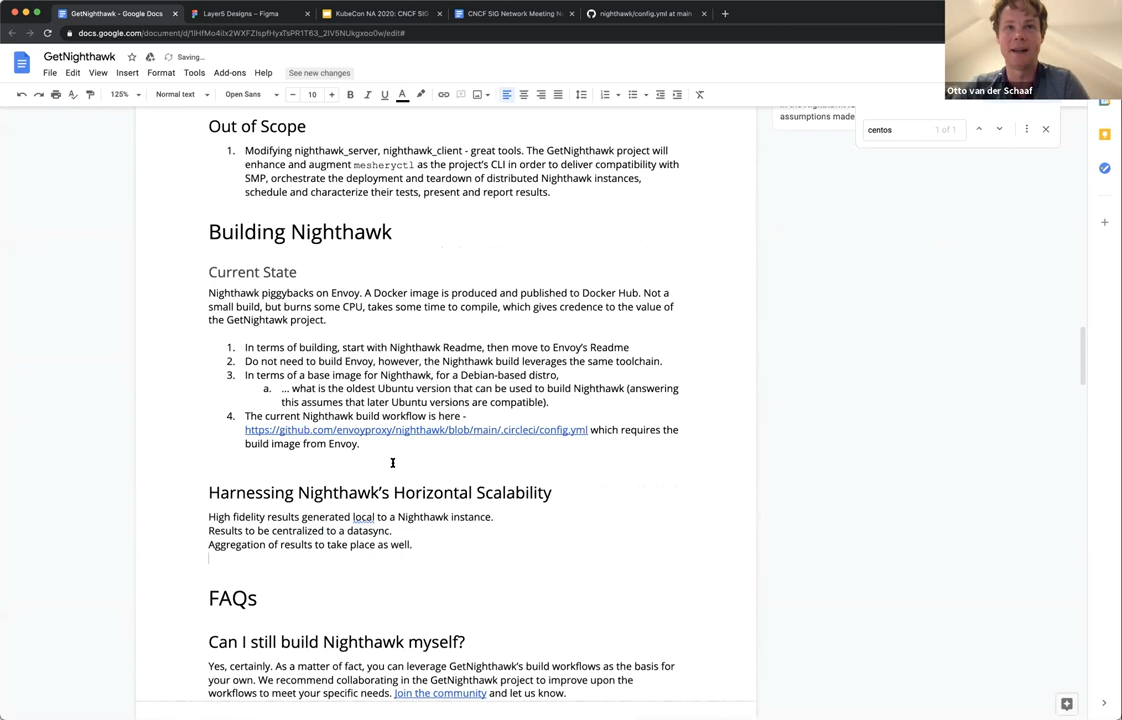 GetNighthawk - Google Docs
Layer5 Designs – Figma
KubeCon NA 2020: CNCF SIG
CNCF SIG Network Meeting N
nighthawk/config.yml at main
docs.google.com/document/d/
GetNighthawk
Saving...
File Edit View Insert Format Tools Add-ons Help See new changes
125% Normal text Open Sans 10
Otto van der Schaaf
assumptions made
centos 1 of 1
Out of Scope
1. Modifying nighthawk_server, nighthawk_client - great tools. The GetNighthawk project will
enhance and augment mesheryctl as the project's CLI in order to deliver compatibility with
SMP, orchestrate the deployment and teardown of distributed Nighthawk instances,
schedule and characterize their tests, present and report results.
Building Nighthawk
Current State
Nighthawk piggybacks on Envoy. A Docker image is produced and published to Docker Hub. Not a
small build, but burns some CPU, takes some time to compile, which gives credence to the value of
the GetNightawk project.
1. In terms of building, start with Nighthawk Readme, then move to Envoy's Readme
2. Do not need to build Envoy, however, the Nighthawk build leverages the same toolchain.
3. In terms of a base image for Nighthawk, for a Debian-based distro,
a. ... what is the oldest Ubuntu version that can be used to build Nighthawk (answering
this assumes that later Ubuntu versions are compatible).
4. The current Nighthawk build workflow is here -
https://github.com/envoyproxy/nighthawk/blob/main/.circleci/config.yml which requires the
build image from Envoy.
Harnessing Nighthawk's Horizontal Scalability
High fidelity results generated local to a Nighthawk instance.
Results to be centralized to a datasync.
Aggregation of results to take place as well.
FAQs
Can I still build Nighthawk myself?
Yes, certainly. As a matter of fact, you can leverage GetNighthawk's build workflows as the basis for
your own. We recommend collaborating in the GetNighthawk project to improve upon the
workflows to meet your specific needs. Join the community and let us know.